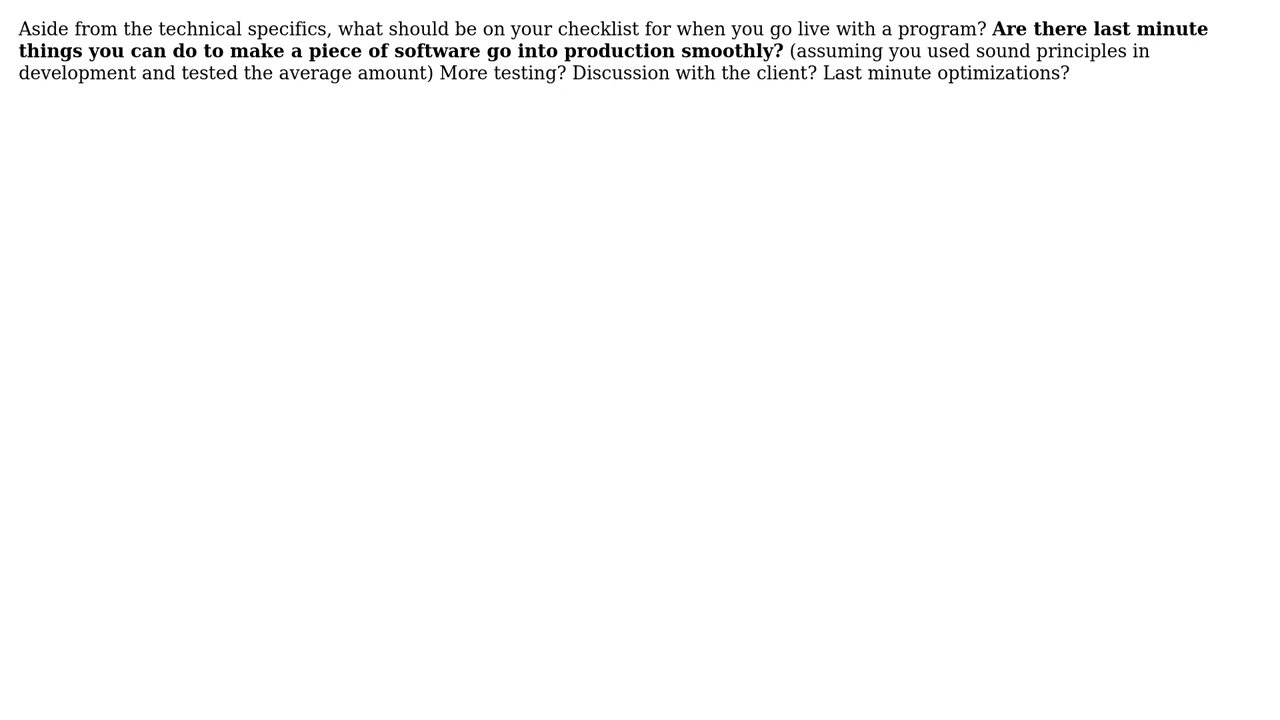 Aside from the technical specifics, what should be on your checklist for when you go live with a program? Are there last minute
things you can do to make a piece of software go into production smoothly? (assuming you used sound principles in
development and tested the average amount) More testing? Discussion with the client? Last minute optimizations?